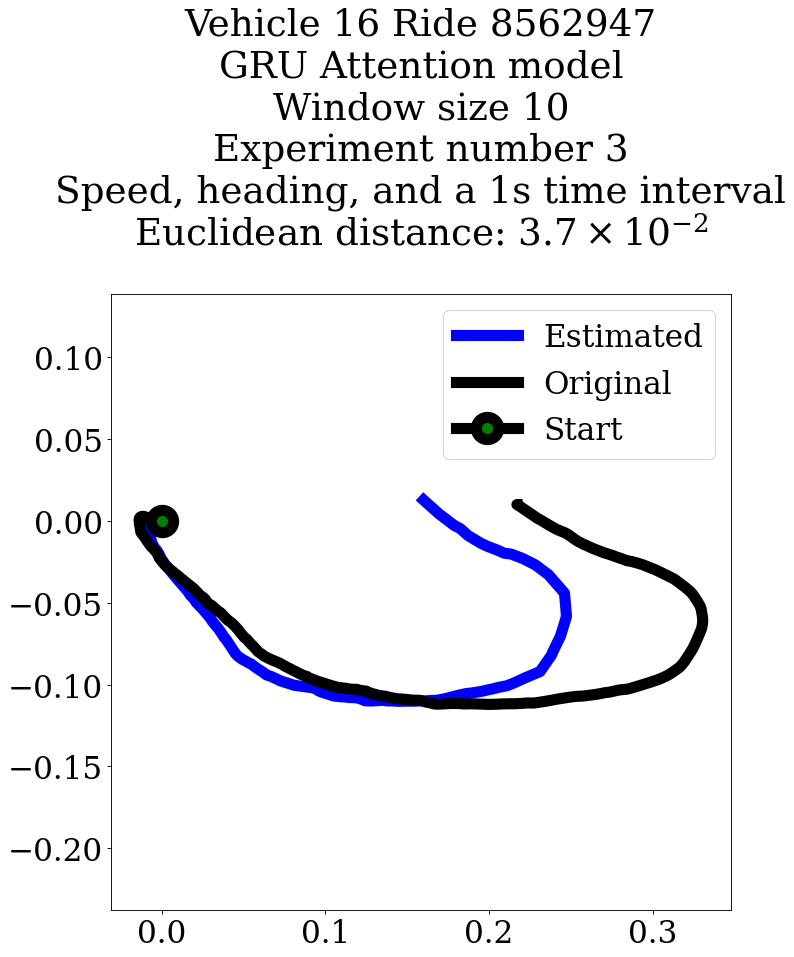 Vehicle 16 Ride 8562947
GRU Attention model
Window size 10
Experiment number 3
Speed, heading, and a 1s time interval
Euclidean distance: 3.7 × 10⁻²
Estimated
Original
Start
0.10
0.05
0.00
−0.05
−0.10
−0.15
−0.20
0.0 0.1 0.2 0.3